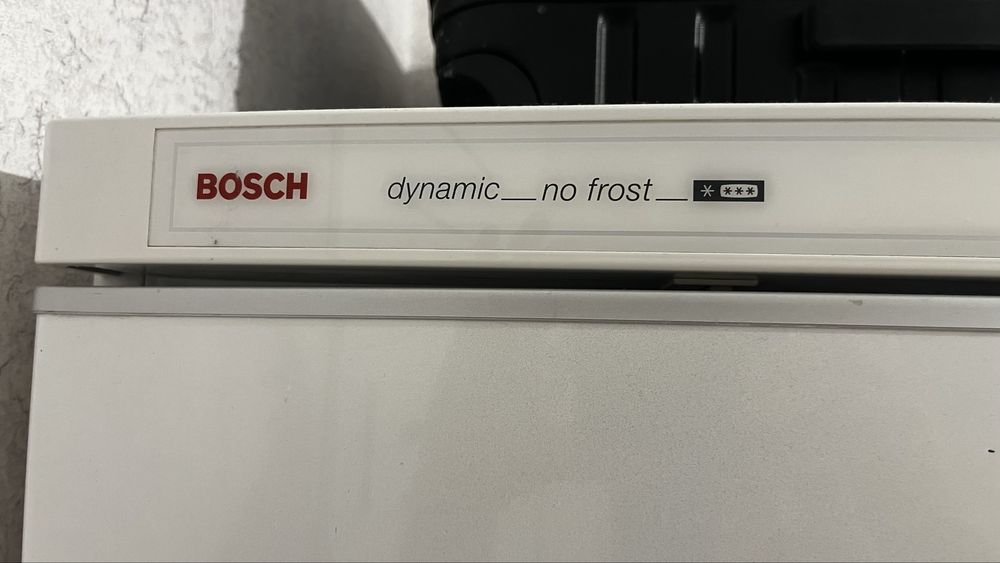 BOSCH dynamic__no frost__ * ***